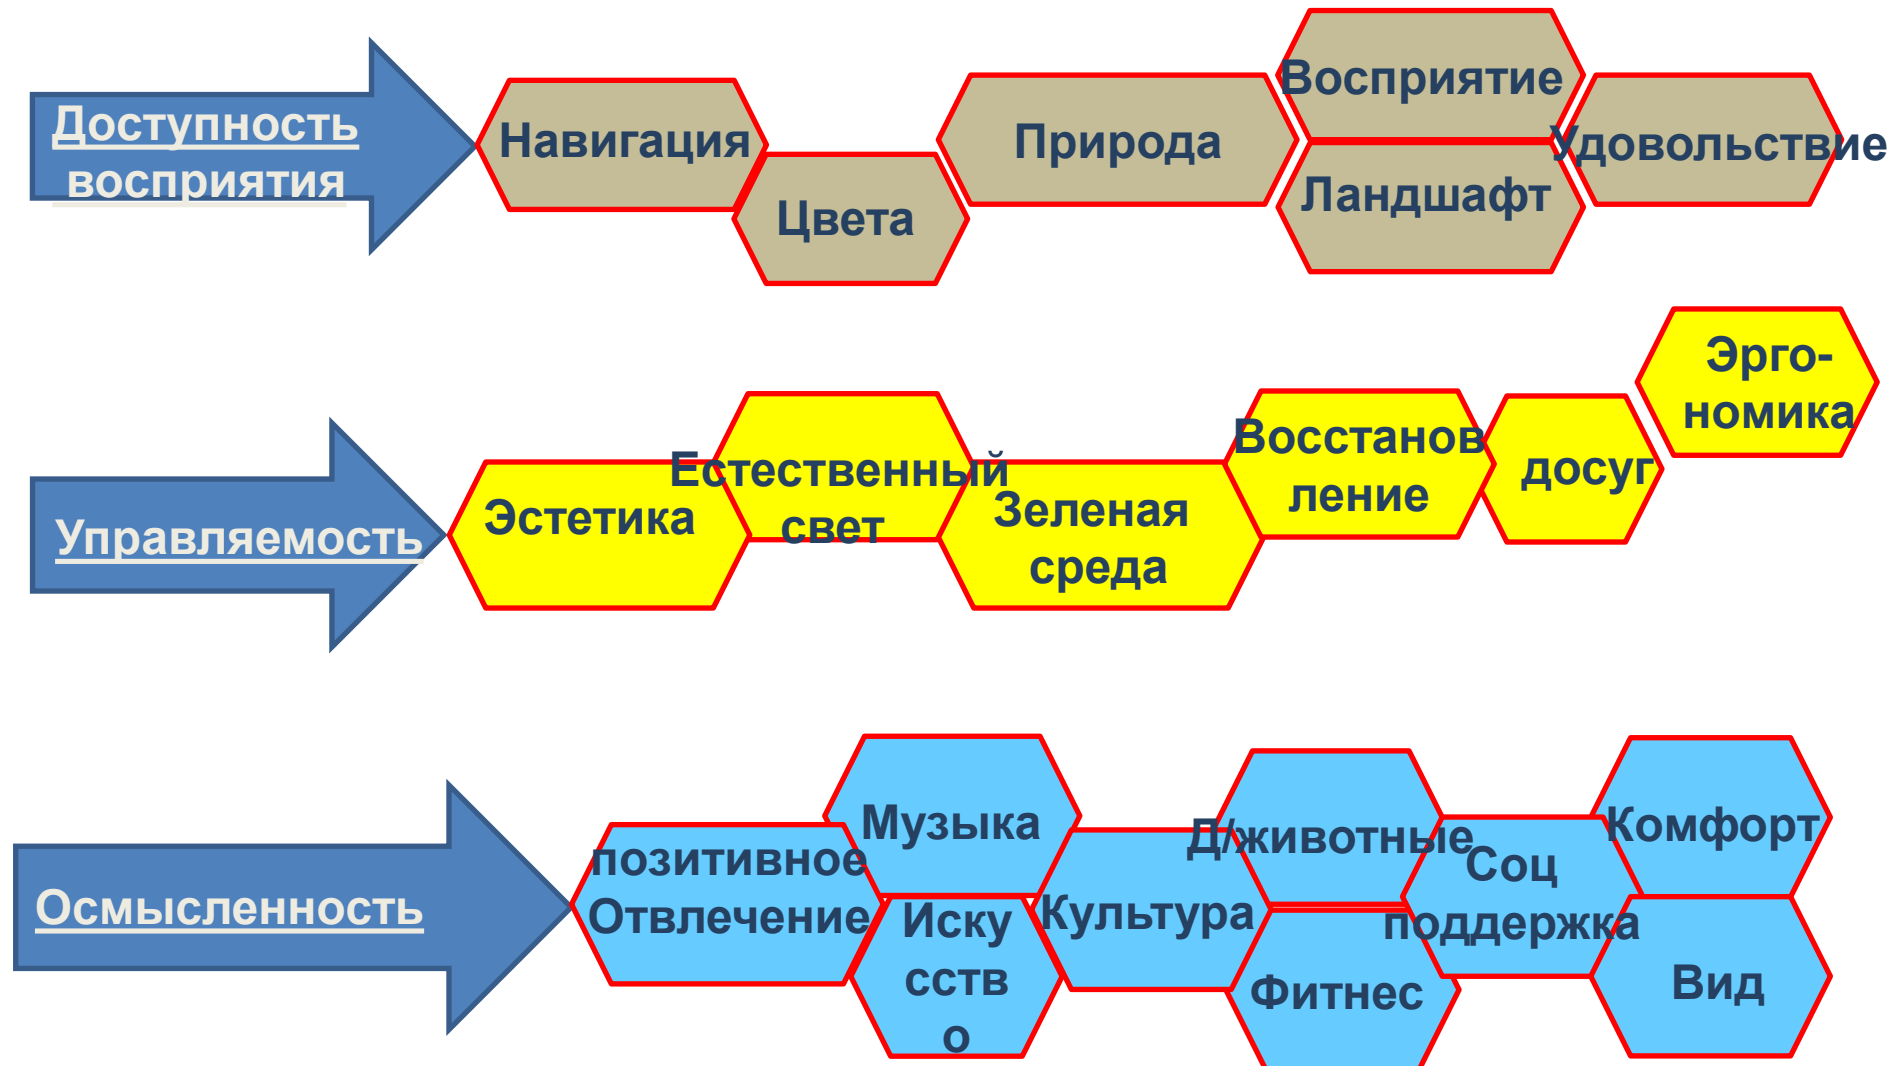 Доступность
восприятия
Навигация
Цвета
Природа
Восприятие
Ландшафт
Удовольствие
Управляемость
Эстетика
Естественный
свет
Зеленая
среда
Восстанов
ление
досуг
Эрго-
номика
Осмысленность
позитивное
Отвлечение
Музыка
Иску
сств
о
Культура
Д/животные
Фитнес
Соц
поддержка
Комфорт
Вид